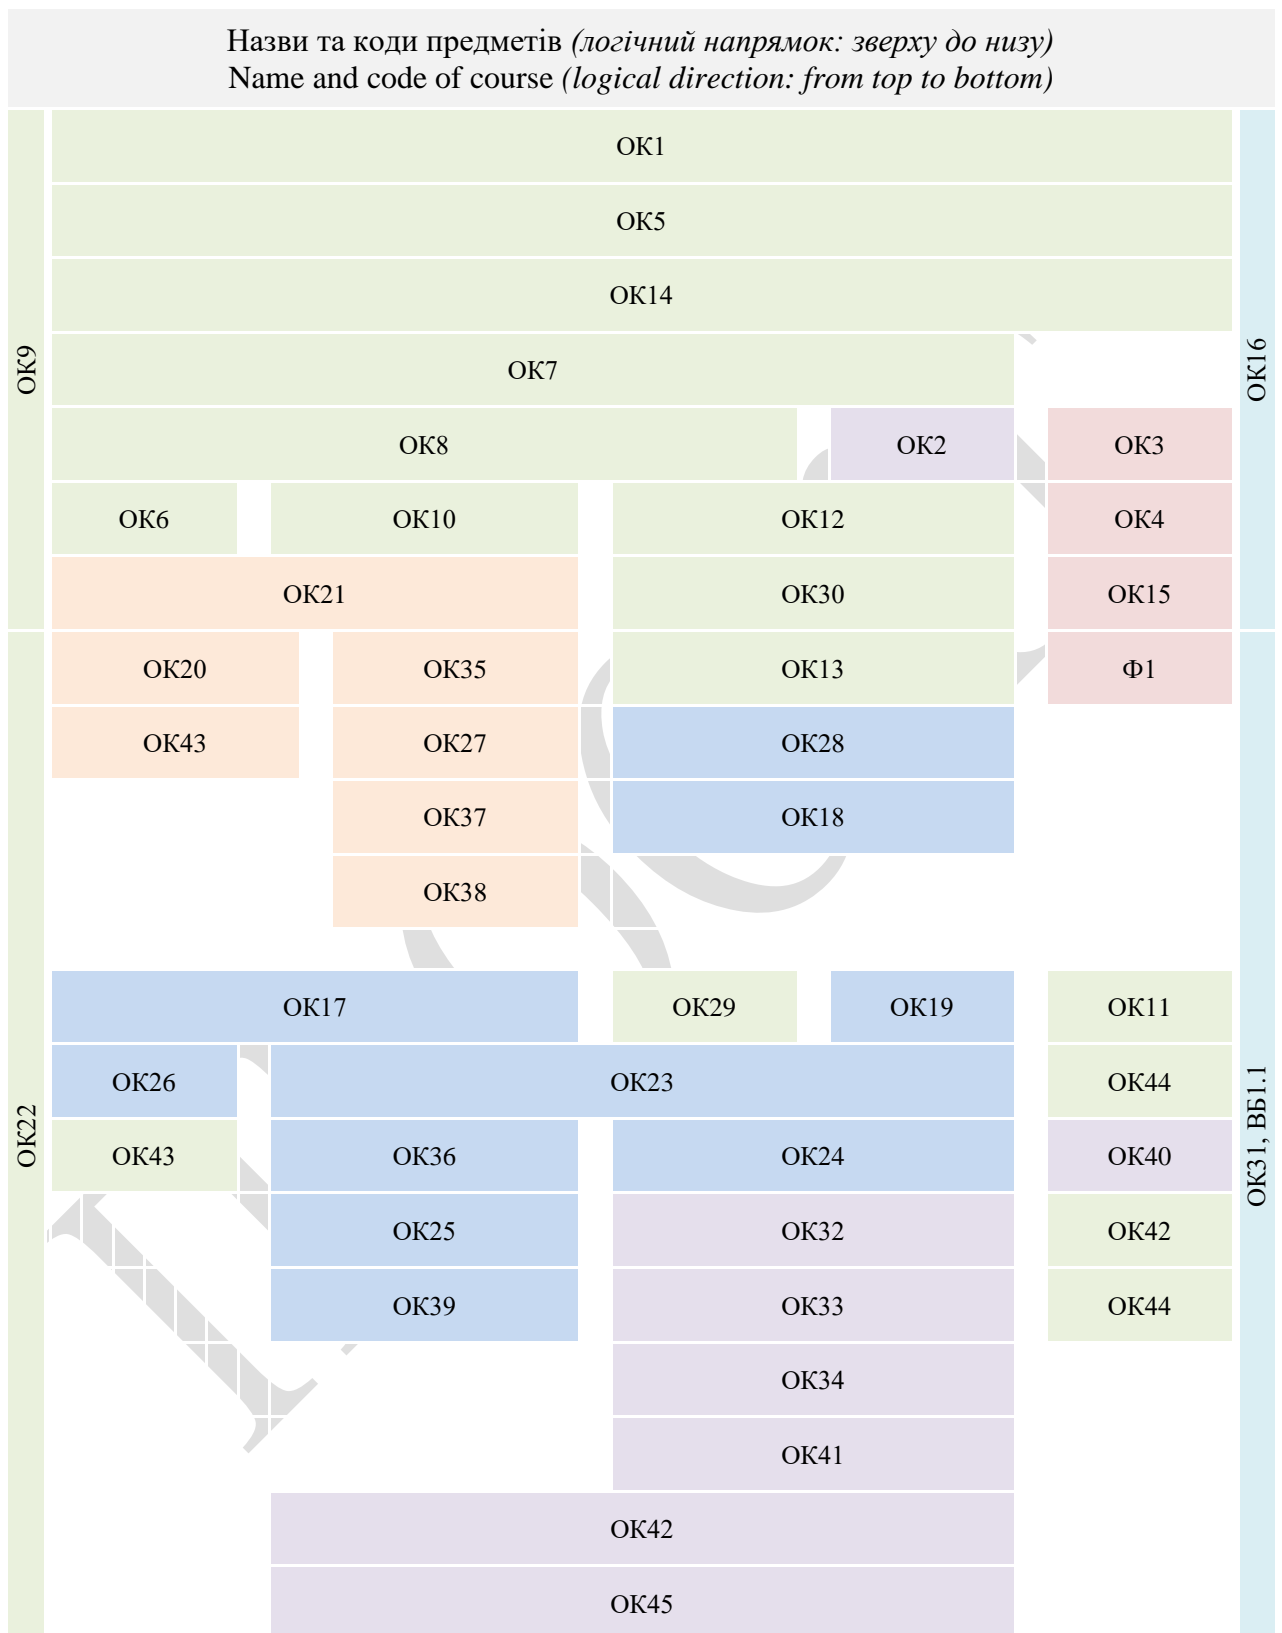 Назви та коди предметів (логічний напрямок: зверху до низу)
Name and code of course (logical direction: from top to bottom)
ОК9
ОК16
ОК1
ОК5
ОК14
ОК7
ОК8 ОК2 ОК3
ОК6 ОК10 ОК12 ОК4
ОК21 ОК30 ОК15
ОК22
ОК31, ВБ1.1
ОК20 ОК35 ОК13 Ф1
ОК43 ОК27 ОК28
ОК37 ОК18
ОК38
ОК17 ОК29 ОК19 ОК11
ОК26 ОК23 ОК44
ОК43 ОК36 ОК24 ОК40
ОК25 ОК32 ОК42
ОК39 ОК33 ОК44
ОК34
ОК41
ОК42
ОК45